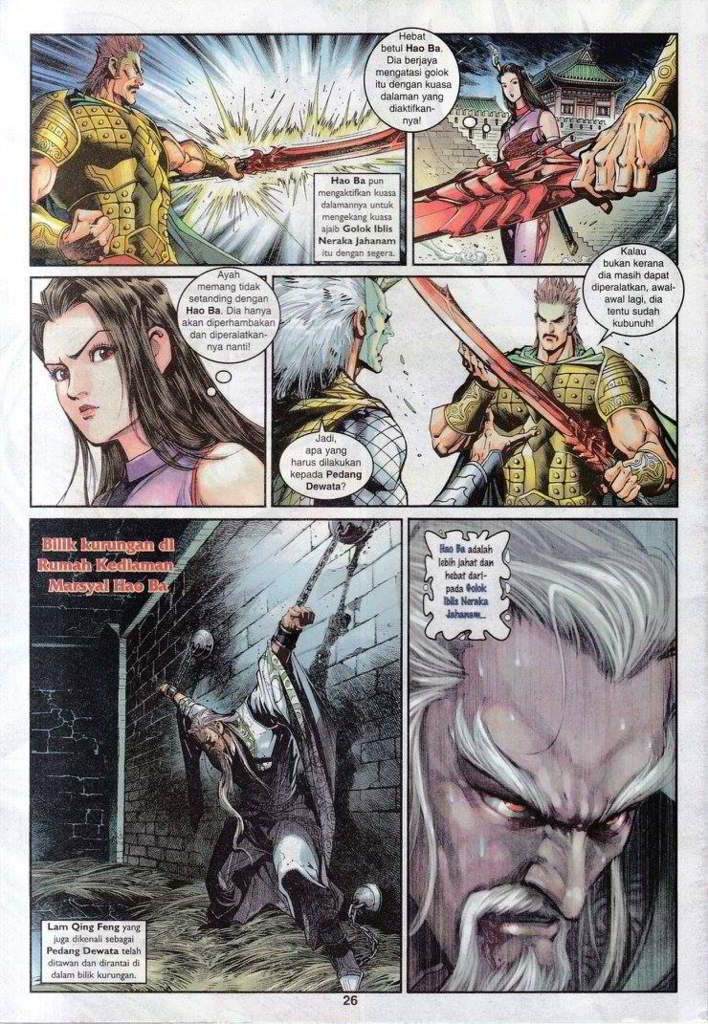 Hebat
betul Hao Ba.
Dia berjaya
mengatasi golok
itu dengan kuasa
dalaman yang
diaktifkan-
nya!
Hao Ba pun
mengaktifkan kuasa
dalamannya untuk
mengekang kuasa
ajaib Golok Iblis
Neraka Jahanam
itu dengan segera.
Ayah
memang tidak
setanding dengan
Hao Ba. Dia hanya
akan diperhambakan
dan diperalatkan-
nya nanti!
Kalau
bukan kerana
dia masih dapat
diperalatkan, awal-
awal lagi, dia
tentu sudah
kubunuh!
Jadi,
apa yang
harus dilakukan
kepada Pedang
Dewata?
Bilik kurungan di
Rumah Kediaman
Marsyal Hao Ba
Lam Qing Feng yang
juga dikenali sebagai
Pedang Dewata telah
ditawan dan dirantai di
dalam bilik kurungan.
Hao Ba adalah
lebih jahat dan
hebat dari-
pada Golok
Iblis Neraka
Jahanam...
26